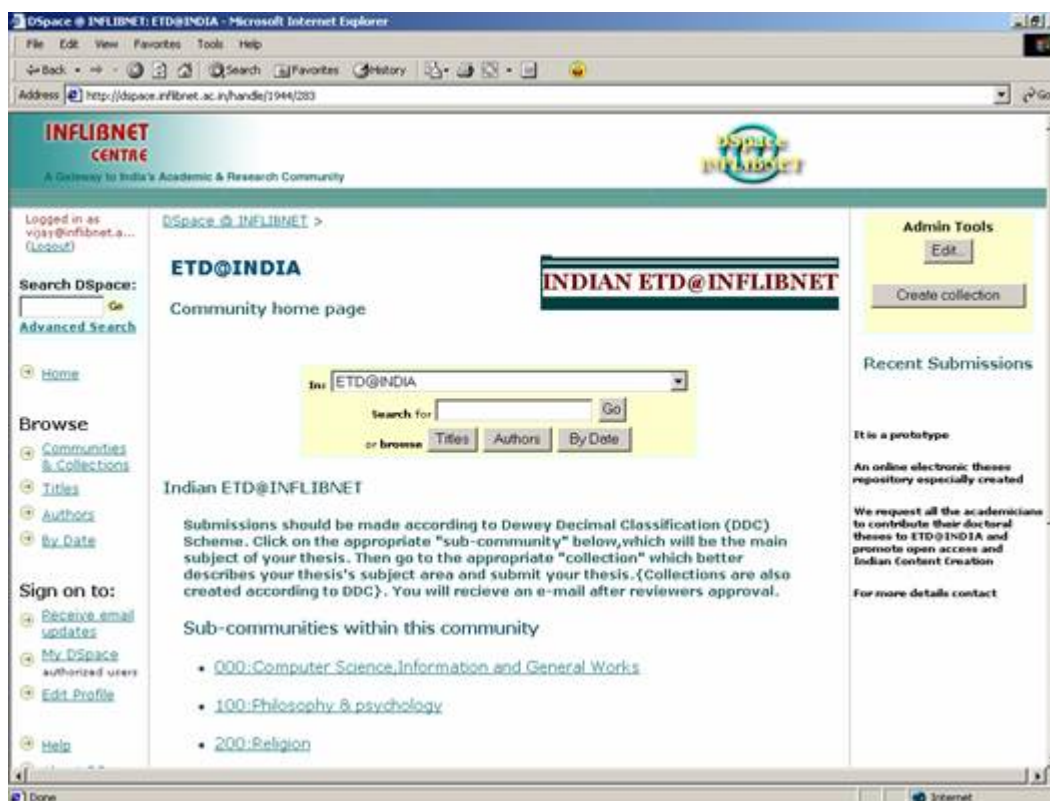 DSpace @ INFLIBNET: ETD@INDIA - Microsoft Internet Explorer
File Edit View Favorites Tools Help
Back Search Favorites History
Address http://dspace.inflibnet.ac.in/handle/1944/283 Go
INFLIBNET
CENTRE
A Gateway to India's Academic & Research Community
DSpace
INFLIBNET
Logged in as
vijay@inflibnet.a...
(Logout)
Search DSpace:
Go
Advanced Search
Home
Browse
Communities
& Collections
Titles
Authors
By Date
Sign on to:
Receive email
updates
My DSpace
authorized users
Edit Profile
Help
DSpace @ INFLIBNET >
ETD@INDIA
Community home page
INDIAN ETD@INFLIBNET
In: ETD@INDIA
Search for Go
or browse Titles Authors By Date
Indian ETD@INFLIBNET
Submissions should be made according to Dewey Decimal Classification (DDC)
Scheme. Click on the appropriate "sub-community" below,which will be the main
subject of your thesis. Then go to the appropriate "collection" which better
describes your thesis's subject area and submit your thesis.{Collections are also
created according to DDC}. You will recieve an e-mail after reviewers approval.
Sub-communities within this community
000:Computer Science,Information and General Works
100:Philosophy & psychology
200:Religion
Admin Tools
Edit...
Create collection
Recent Submissions
It is a prototype
An online electronic theses
repository especially created
We request all the academicians
to contribute their doctoral
theses to ETD@INDIA and
promote open access and
Indian Content Creation
For more details contact
Done Internet